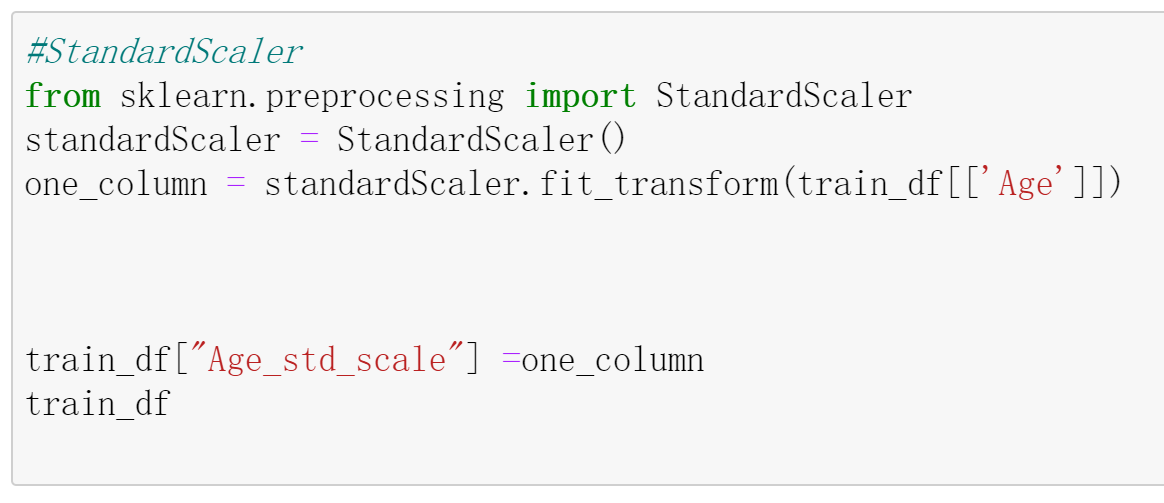 #StandardScaler
from sklearn.preprocessing import StandardScaler
standardScaler = StandardScaler()
one_column = standardScaler.fit_transform(train_df[['Age']])
train_df["Age_std_scale"] =one_column
train_df